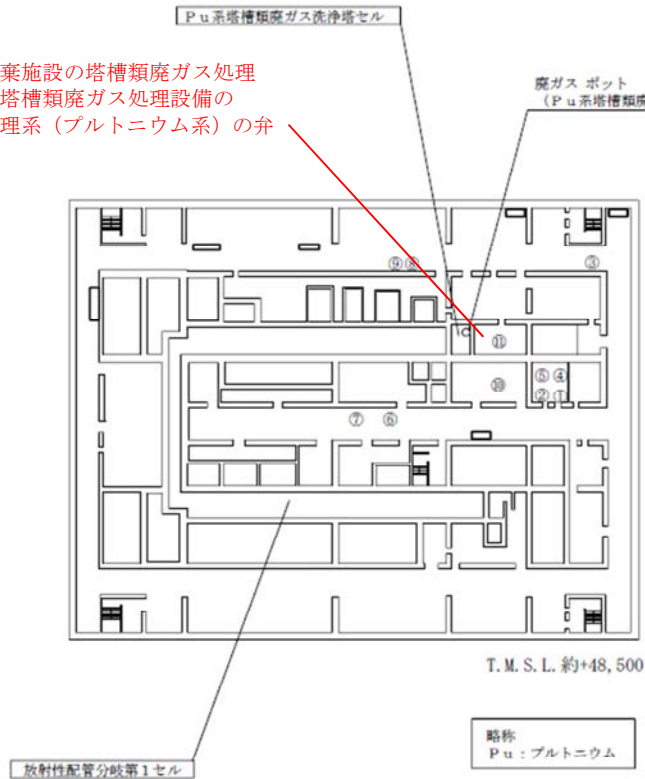 Pu系塔槽類廃ガス洗浄塔セル
棄施設の塔槽類廃ガス処理
塔槽類廃ガス処理設備の
理系（プルトニウム系）の弁
廃ガス ポット
（Pu系塔槽類廃
⑨⑧
③
⑪
⑩
⑤④
②①
⑦ ⑥
T.M.S.L.約+48,500
略称
Pu：プルトニウム
放射性配管分岐第1セル